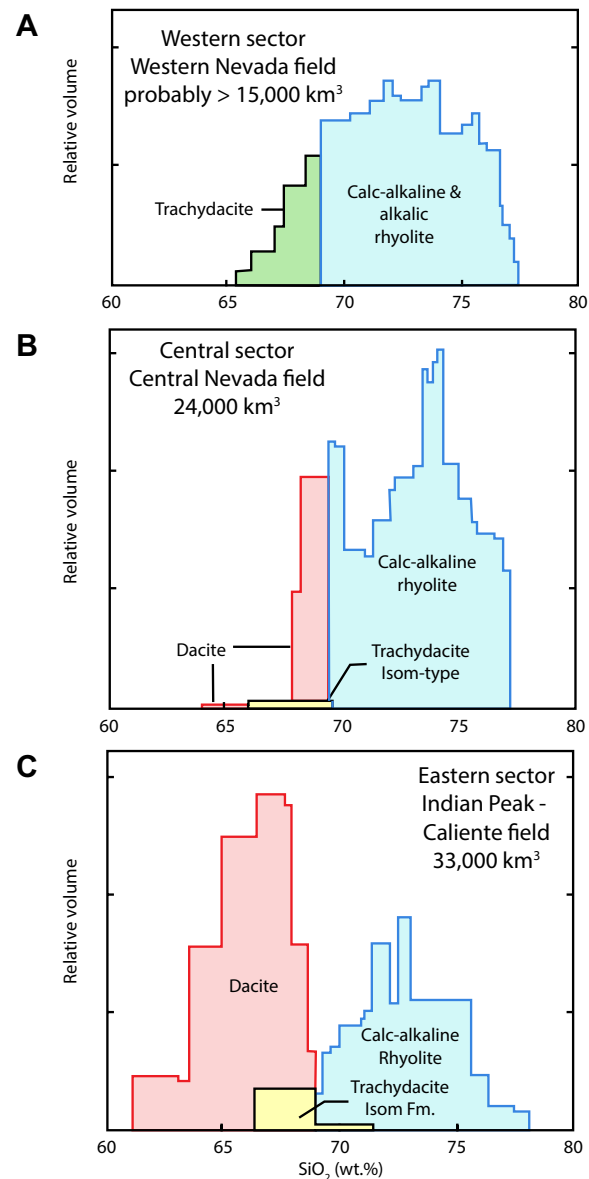 A
Western sector
Western Nevada field
probably > 15,000 km³
Relative volume
Trachydacite
Calc-alkaline &
alkalic
rhyolite
60 65 70 75 80
B
Central sector
Central Nevada field
24,000 km³
Relative volume
Calc-alkaline
rhyolite
Dacite
Trachydacite
Isom-type
60 65 70 75 80
C
Eastern sector
Indian Peak -
Caliente field
33,000 km³
Relative volume
Dacite
Calc-alkaline
Rhyolite
Trachydacite
Isom Fm.
60 65 70 75 80
SiO₂ (wt.%)